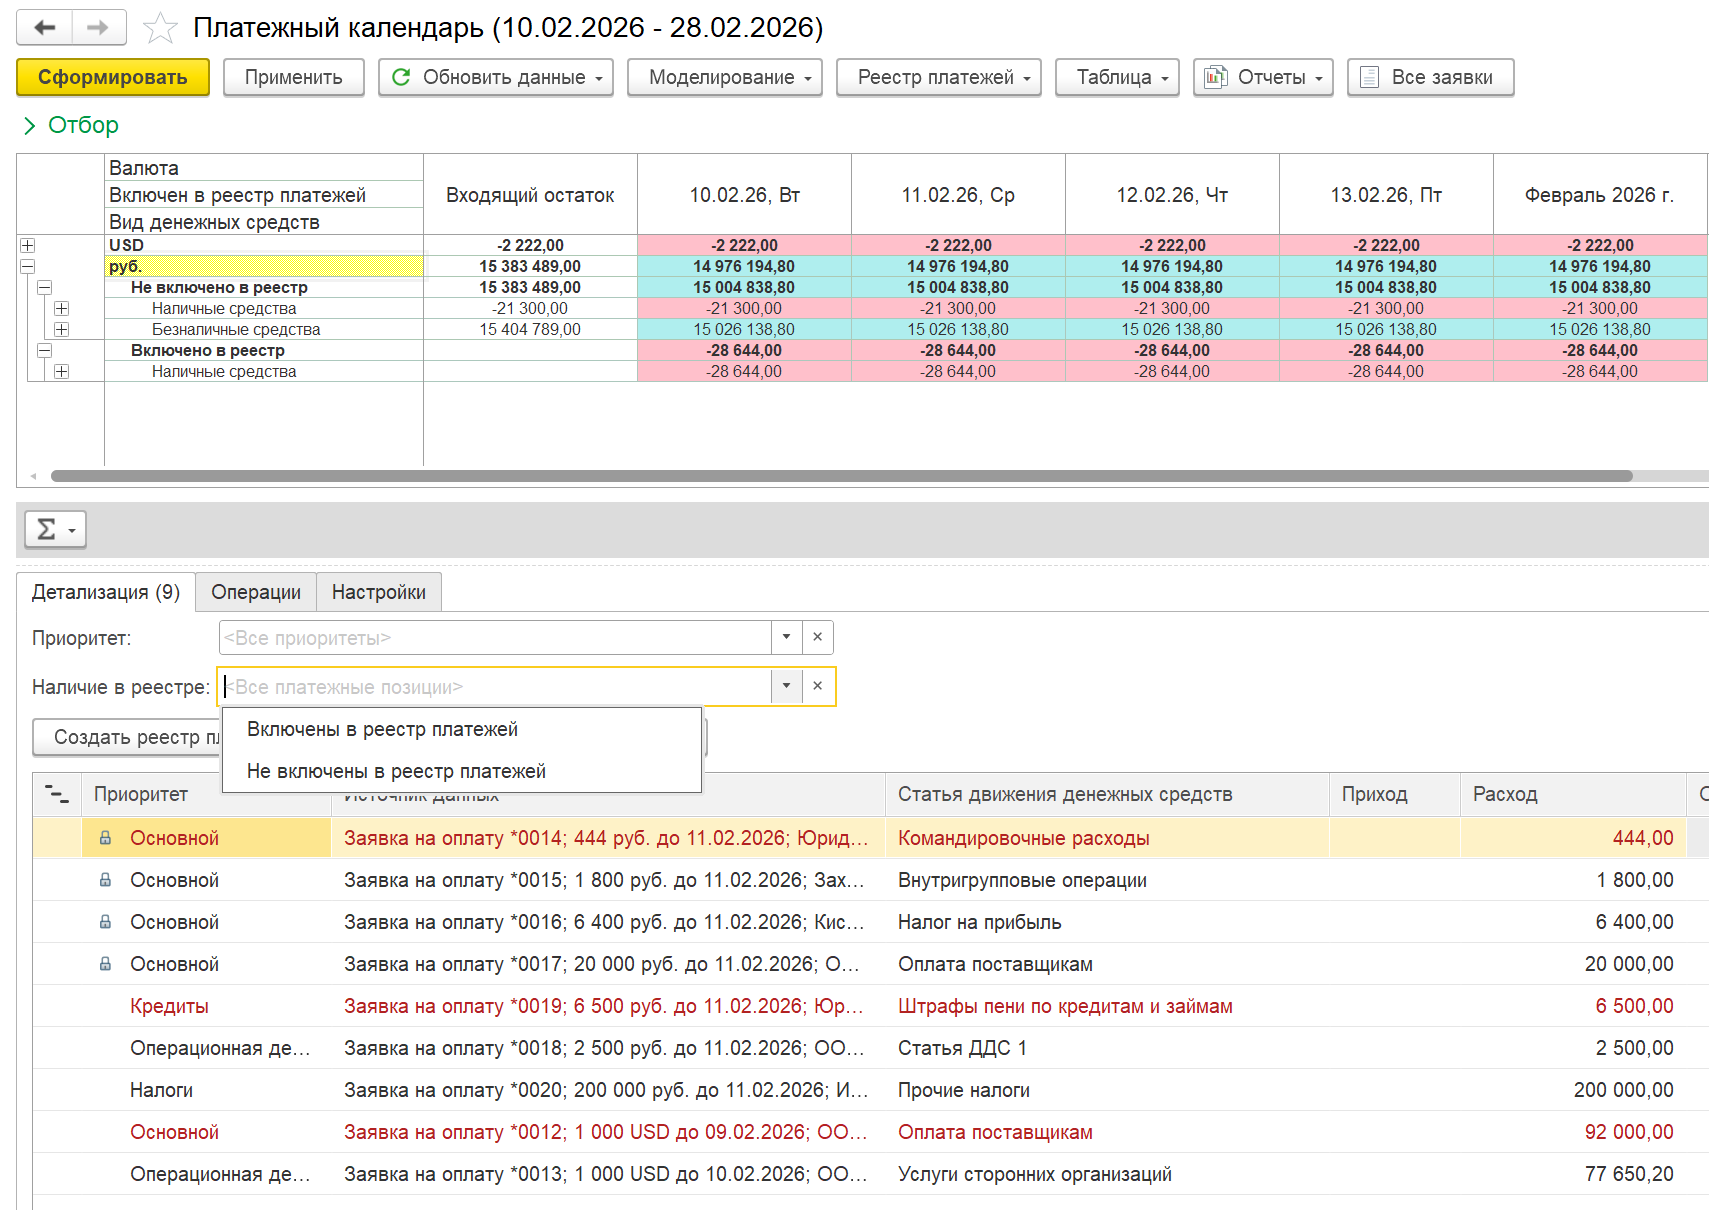 Платежный календарь (10.02.2026 - 28.02.2026)
Сформировать Применить Обновить данные Моделирование Реестр платежей Таблица Отчеты Все заявки
Отбор
Валюта
Включен в реестр платежей
Вид денежных средств
Входящий остаток 10.02.26, Вт 11.02.26, Ср 12.02.26, Чт 13.02.26, Пт Февраль 2026 г.
USD -2 222,00 -2 222,00 -2 222,00 -2 222,00 -2 222,00 -2 222,00
руб. 15 383 489,00 14 976 194,80 14 976 194,80 14 976 194,80 14 976 194,80 14 976 194,80
Не включено в реестр 15 383 489,00 15 004 838,80 15 004 838,80 15 004 838,80 15 004 838,80 15 004 838,80
Наличные средства -21 300,00 -21 300,00 -21 300,00 -21 300,00 -21 300,00 -21 300,00
Безналичные средства 15 404 789,00 15 026 138,80 15 026 138,80 15 026 138,80 15 026 138,80 15 026 138,80
Включено в реестр -28 644,00 -28 644,00 -28 644,00 -28 644,00 -28 644,00
Наличные средства -28 644,00 -28 644,00 -28 644,00 -28 644,00 -28 644,00
Σ
Детализация (9) Операции Настройки
Приоритет: <Все приоритеты>
Наличие в реестре: <Все платежные позиции>
Включены в реестр платежей
Создать реестр
Не включены в реестр платежей
Приоритет Источник данных Статья движения денежных средств Приход Расход
Основной Заявка на оплату *0014; 444 руб. до 11.02.2026; Юрид... Командировочные расходы 444,00
Основной Заявка на оплату *0015; 1 800 руб. до 11.02.2026; Зах... Внутригрупповые операции 1 800,00
Основной Заявка на оплату *0016; 6 400 руб. до 11.02.2026; Кис... Налог на прибыль 6 400,00
Основной Заявка на оплату *0017; 20 000 руб. до 11.02.2026; О... Оплата поставщикам 20 000,00
Кредиты Заявка на оплату *0019; 6 500 руб. до 11.02.2026; Юр... Штрафы пени по кредитам и займам 6 500,00
Операционная де... Заявка на оплату *0018; 2 500 руб. до 11.02.2026; ОО... Статья ДДС 1 2 500,00
Налоги Заявка на оплату *0020; 200 000 руб. до 11.02.2026; И... Прочие налоги 200 000,00
Основной Заявка на оплату *0012; 1 000 USD до 09.02.2026; ОО... Оплата поставщикам 92 000,00
Операционная де... Заявка на оплату *0013; 1 000 USD до 10.02.2026; ОО... Услуги сторонних организаций 77 650,20